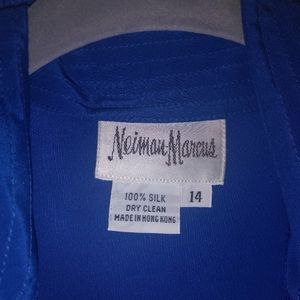 Neiman Marcus
100% SILK 14
DRY CLEAN
MADE IN HONG KONG